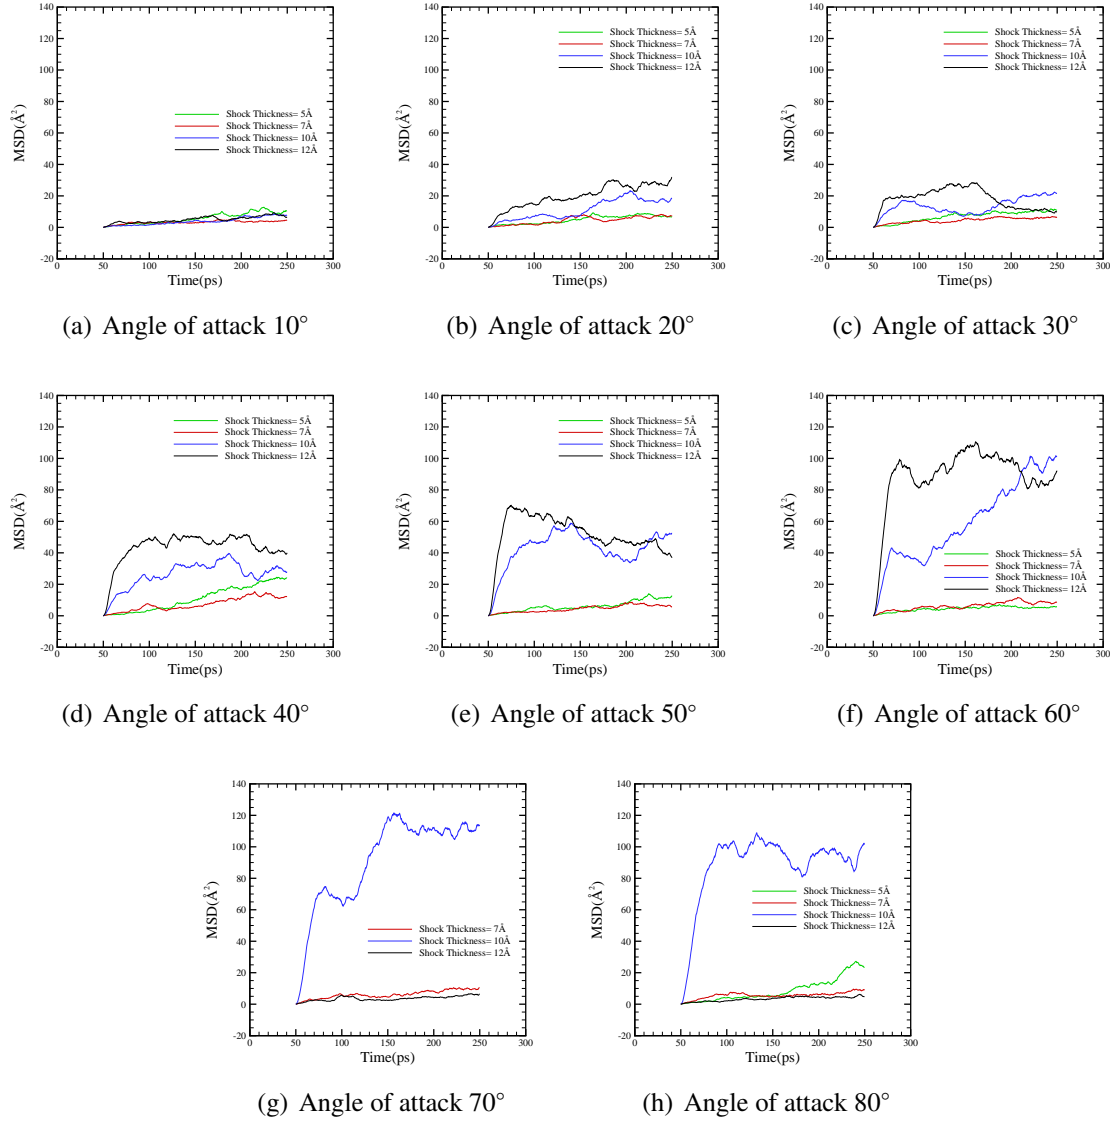 MSD(Å²)
140
120
100
80
60
40
20
0
-20
0 50 100 150 200 250 300
Time(ps)
Shock Thickness= 5Å
Shock Thickness= 7Å
Shock Thickness= 10Å
Shock Thickness= 12Å
(a) Angle of attack 10°
MSD(Å²)
140
120
100
80
60
40
20
0
-20
0 50 100 150 200 250 300
Time(ps)
Shock Thickness= 5Å
Shock Thickness= 7Å
Shock Thickness= 10Å
Shock Thickness= 12Å
(b) Angle of attack 20°
MSD(Å²)
140
120
100
80
60
40
20
0
-20
0 50 100 150 200 250 300
Time(ps)
Shock Thickness= 5Å
Shock Thickness= 7Å
Shock Thickness= 10Å
Shock Thickness= 12Å
(c) Angle of attack 30°
MSD(Å²)
140
120
100
80
60
40
20
0
-20
0 50 100 150 200 250 300
Time(ps)
Shock Thickness= 5Å
Shock Thickness= 7Å
Shock Thickness= 10Å
Shock Thickness= 12Å
(d) Angle of attack 40°
MSD(Å²)
140
120
100
80
60
40
20
0
-20
0 50 100 150 200 250 300
Time(ps)
Shock Thickness= 5Å
Shock Thickness= 7Å
Shock Thickness= 10Å
Shock Thickness= 12Å
(e) Angle of attack 50°
MSD(Å²)
140
120
100
80
60
40
20
0
-20
0 50 100 150 200 250 300
Time(ps)
Shock Thickness= 5Å
Shock Thickness= 7Å
Shock Thickness= 10Å
Shock Thickness= 12Å
(f) Angle of attack 60°
MSD(Å²)
140
120
100
80
60
40
20
0
-20
0 50 100 150 200 250 300
Time(ps)
Shock Thickness= 7Å
Shock Thickness= 10Å
Shock Thickness= 12Å
(g) Angle of attack 70°
MSD(Å²)
140
120
100
80
60
40
20
0
-20
0 50 100 150 200 250 300
Time(ps)
Shock Thickness= 5Å
Shock Thickness= 7Å
Shock Thickness= 10Å
Shock Thickness= 12Å
(h) Angle of attack 80°